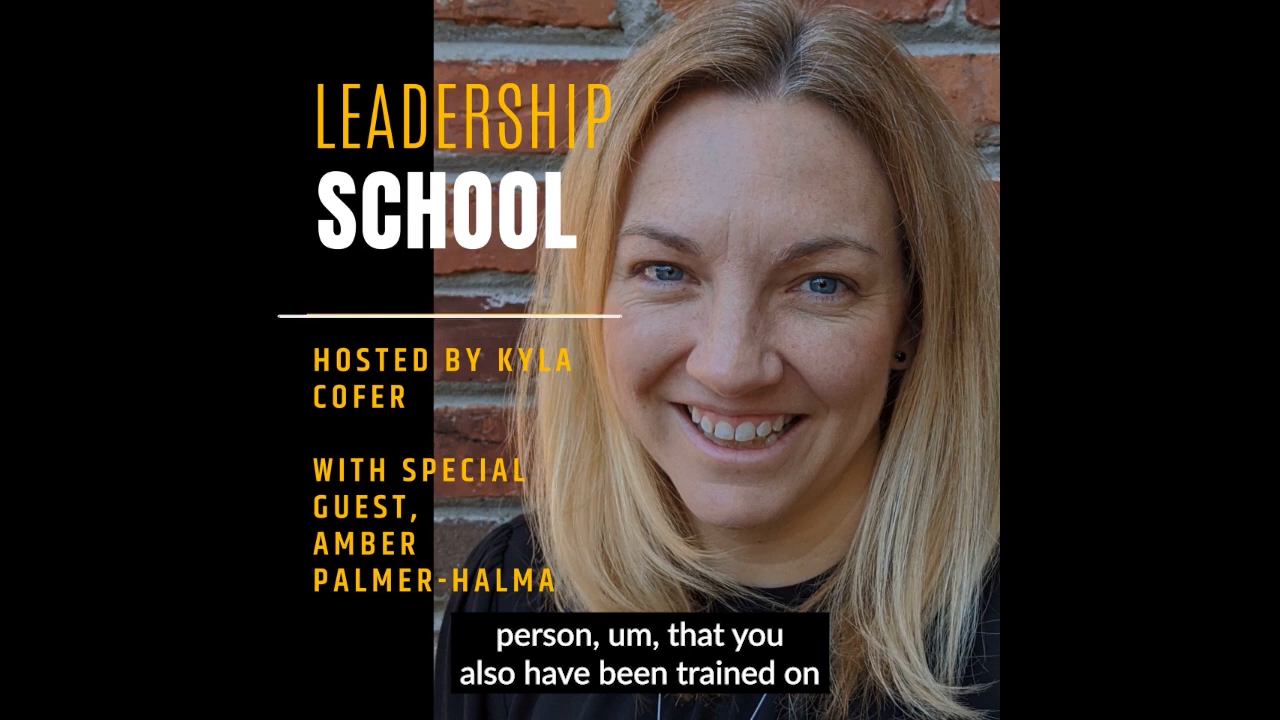 LEADERSHIP
SCHOOL
HOSTED BY KYLA
COFER
WITH SPECIAL
GUEST,
AMBER
PALMER-HALMA
person, um, that you
also have been trained on